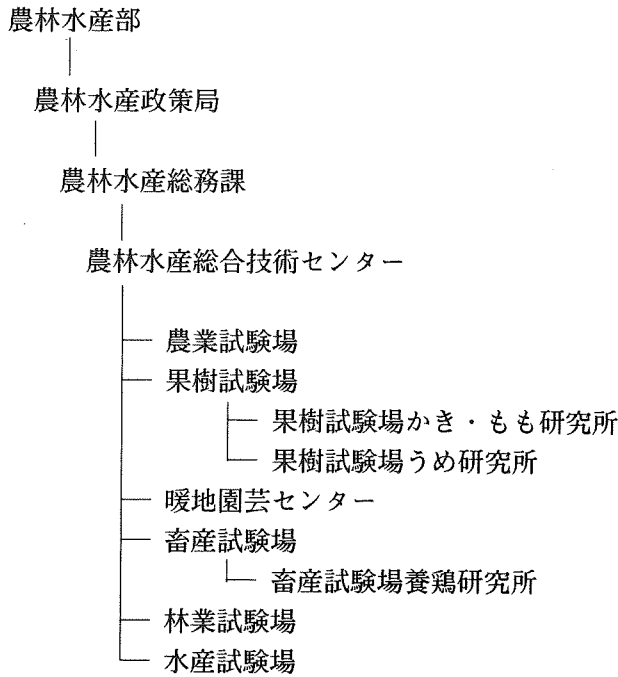 農林水産部
農林水産政策局
農林水産総務課
農林水産総合技術センター
農業試験場
果樹試験場
果樹試験場かき・もも研究所
果樹試験場うめ研究所
暖地園芸センター
畜産試験場
畜産試験場養鶏研究所
林業試験場
水産試験場